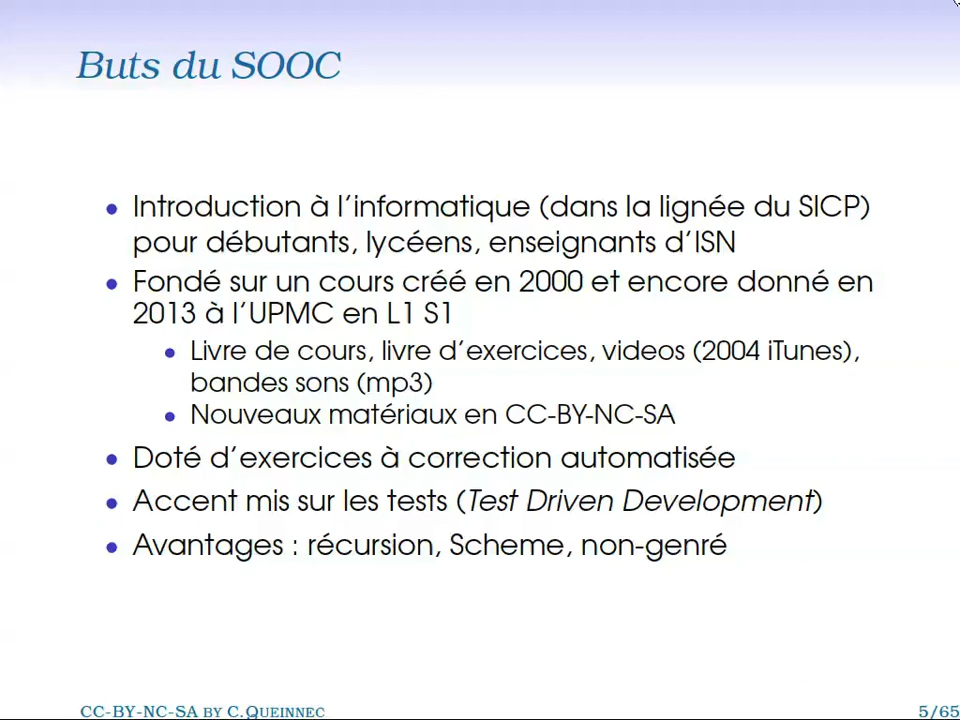 Buts du SOOC
• Introduction à l'informatique (dans la lignée du SICP)
pour débutants, lycéens, enseignants d'ISN
• Fondé sur un cours créé en 2000 et encore donné en
2013 à l'UPMC en L1 S1
• Livre de cours, livre d'exercices, videos (2004 iTunes),
bandes sons (mp3)
• Nouveaux matériaux en CC-BY-NC-SA
• Doté d'exercices à correction automatisée
• Accent mis sur les tests (Test Driven Development)
• Avantages : récursion, Scheme, non-genré
CC-BY-NC-SA BY C.QUEINNEC 5/65